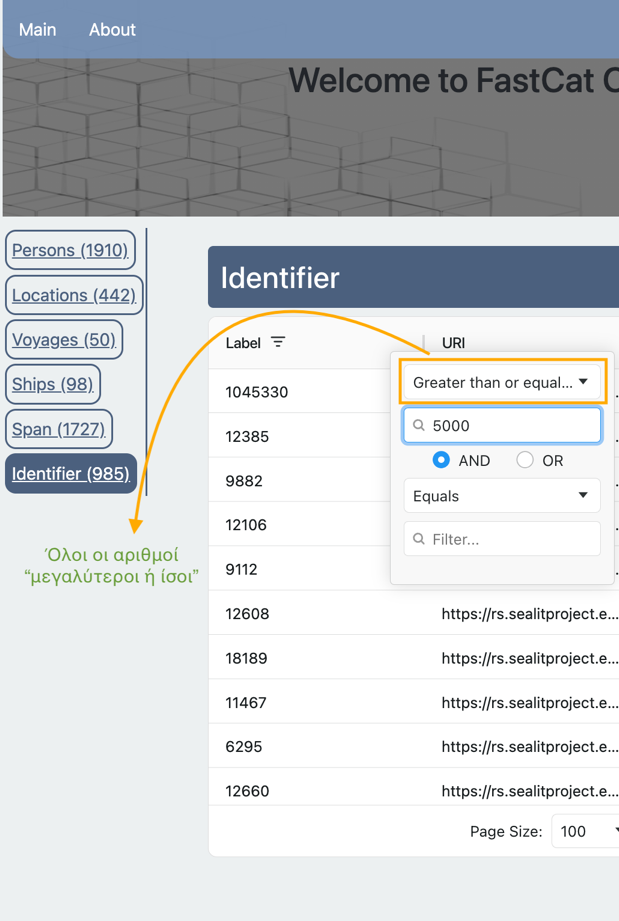 Main About
Welcome to FastCat
Persons (1910)
Locations (442)
Voyages (50)
Ships (98)
Span (1727)
Identifier (985)
Identifier
Label URI
1045330
12385
9882
12106
9112
12608 https://rs.sealitproject.e...
18189 https://rs.sealitproject.e...
11467 https://rs.sealitproject.e...
6295 https://rs.sealitproject.e...
12660 https://rs.sealitproject.e...
Greater than or equal...
5000
AND OR
Equals
Filter...
Όλοι οι αριθμοί
“μεγαλύτεροι ή ίσοι”
Page Size: 100